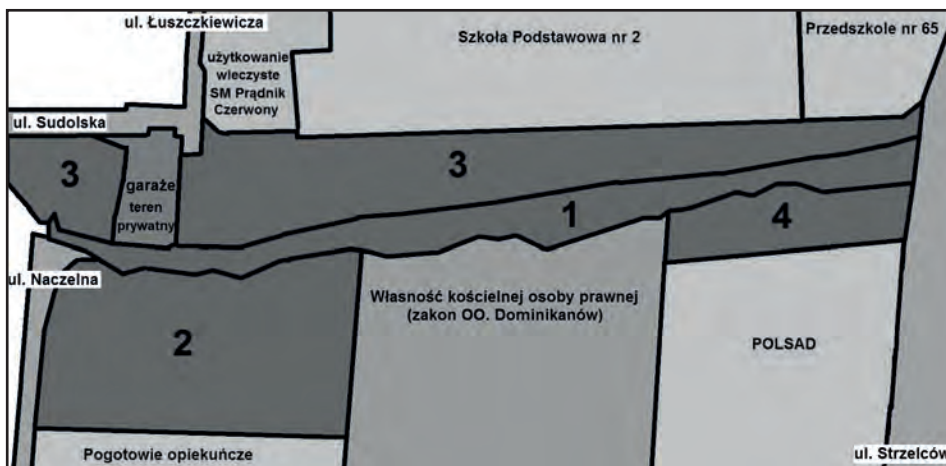 ul. Łuszczkiewicza
Szkoła Podstawowa nr 2
Przedszkole nr 65
użytkowanie
wieczyste
SM Prądnik
Czerwony
ul. Sudolska
3
garaże
teren
prywatny
3
1
4
ul. Naczelna
2
Własność kościelnej osoby prawnej
(zakon OO. Dominikanów)
POLSAD
Pogotowie opiekuńcze
ul. Strzelców